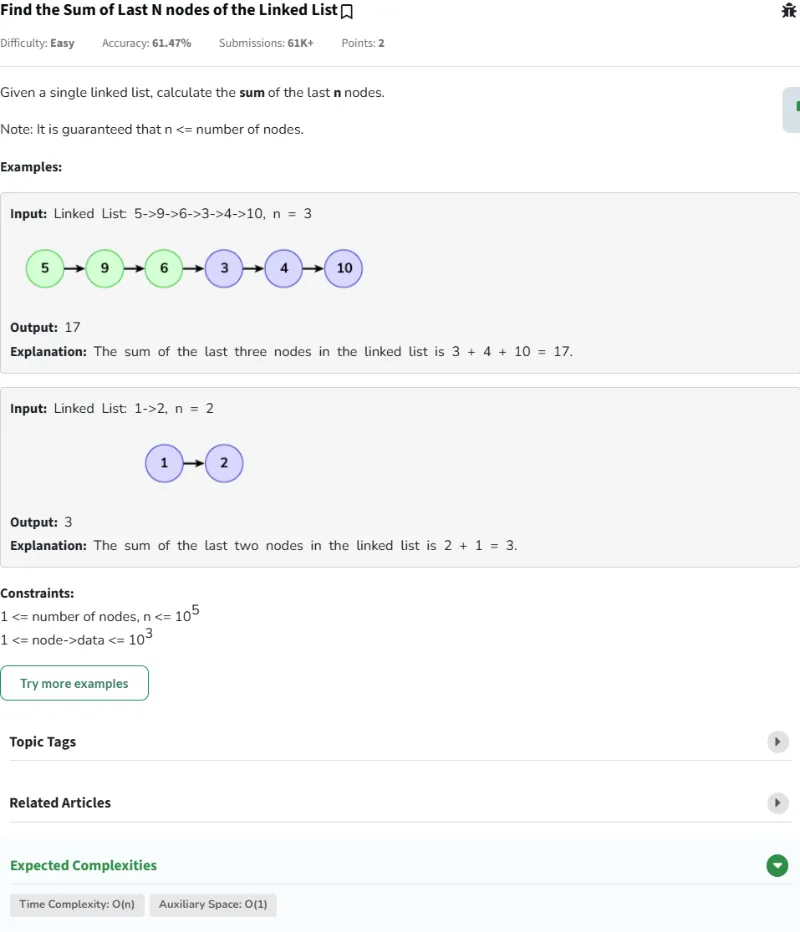 Find the Sum of Last N nodes of the Linked List
Difficulty: Easy Accuracy: 61.47% Submissions: 61K+ Points: 2
Given a single linked list, calculate the sum of the last n nodes.
Note: It is guaranteed that n <= number of nodes.
Examples:
Input: Linked List: 5->9->6->3->4->10, n = 3
5 9 6 3 4 10
Output: 17
Explanation: The sum of the last three nodes in the linked list is 3 + 4 + 10 = 17.
Input: Linked List: 1->2, n = 2
1 2
Output: 3
Explanation: The sum of the last two nodes in the linked list is 2 + 1 = 3.
Constraints:
1 <= number of nodes, n <= 10^5
1 <= node->data <= 10^3
Try more examples
Topic Tags
Related Articles
Expected Complexities
Time Complexity: O(n) Auxiliary Space: O(1)